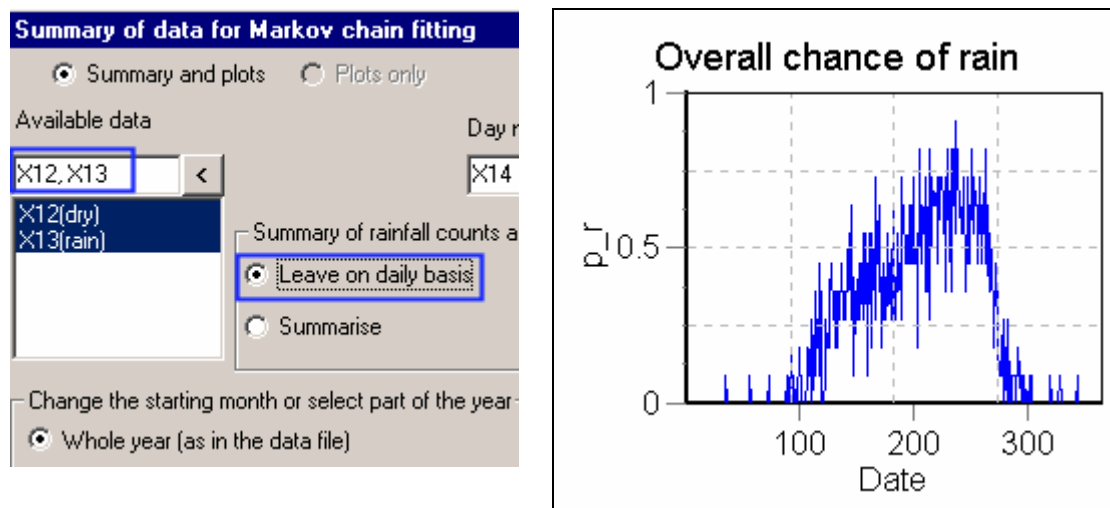 Summary of data for Markov chain fitting
Summary and plots Plots only
Available data
Day r
X12, X13 <
X14
X12(dry)
X13(rain)
Summary of rainfall counts a
Leave on daily basis
Summarise
Change the starting month or select part of the year
Whole year (as in the data file)
Overall chance of rain
1
p_r
0.5
0
100 200 300
Date